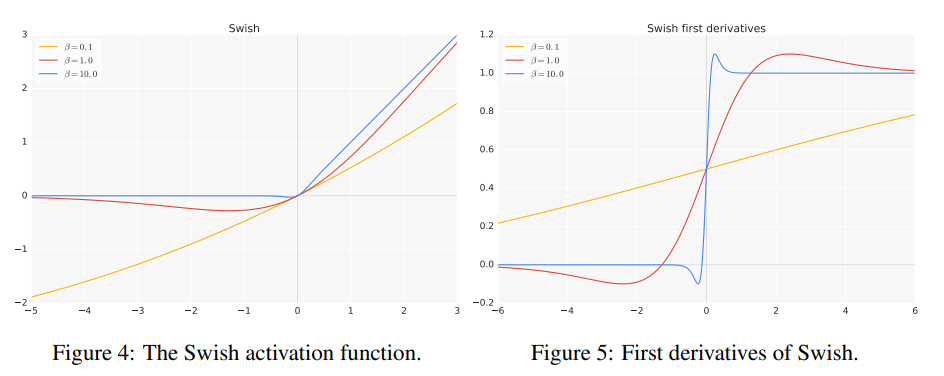 Swish
β = 0.1
β = 1.0
β = 10.0
3
2
1
0
−1
−2
−5 −4 −3 −2 −1 0 1 2 3
Swish first derivatives
β = 0.1
β = 1.0
β = 10.0
1.2
1.0
0.8
0.6
0.4
0.2
0.0
−0.2
−6 −4 −2 0 2 4 6
Figure 4: The Swish activation function.
Figure 5: First derivatives of Swish.